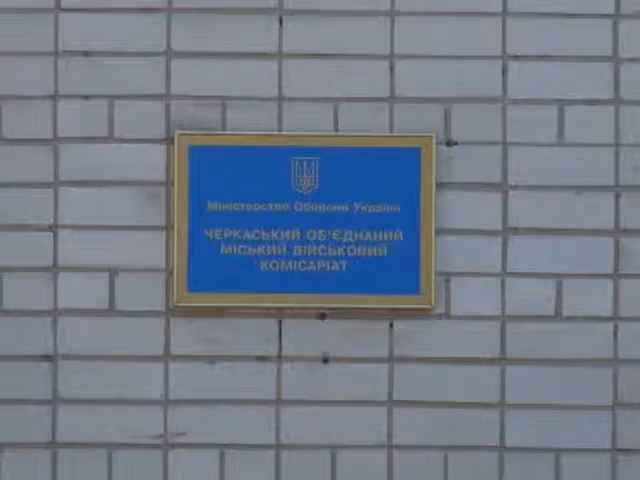 Міністерство Оборони України
ЧЕРКАСЬКИЙ ОБ'ЄДНАНИЙ
МІСЬКИЙ ВІЙСЬКОВИЙ
КОМІСАРІАТ